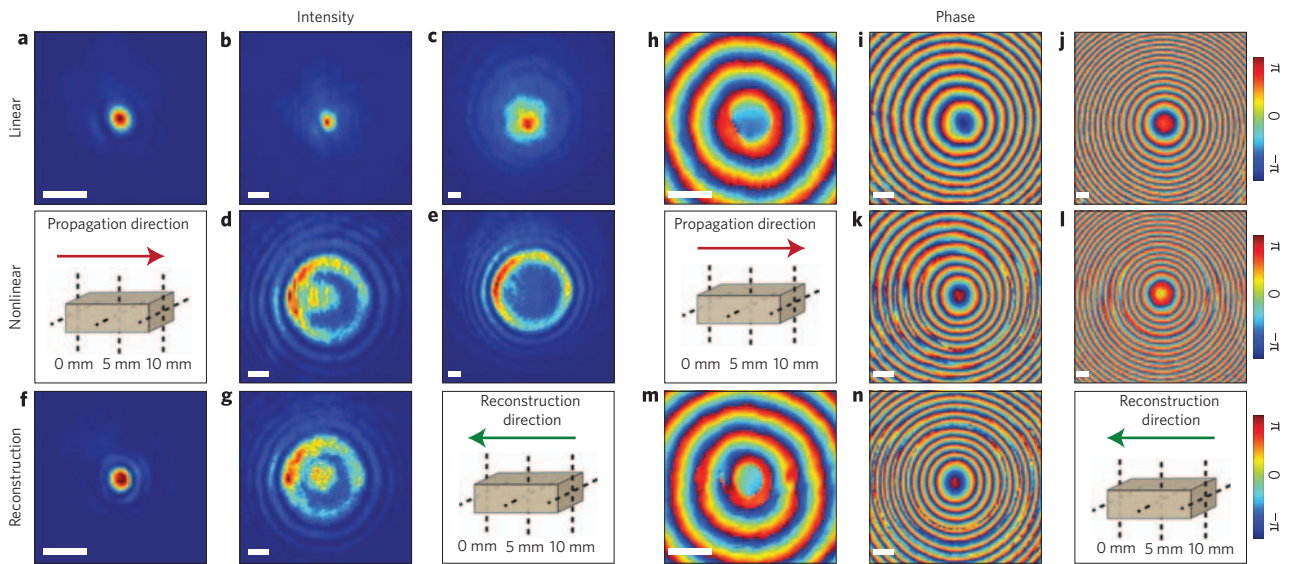 Intensity
Phase
a
b
c
h
i
j
Linear
π
0
−π
Propagation direction
0 mm 5 mm 10 mm
d
e
Propagation direction
0 mm 5 mm 10 mm
k
l
Nonlinear
π
0
−π
f
g
Reconstruction
direction
0 mm 5 mm 10 mm
m
n
Reconstruction
direction
0 mm 5 mm 10 mm
Reconstruction
π
0
−π